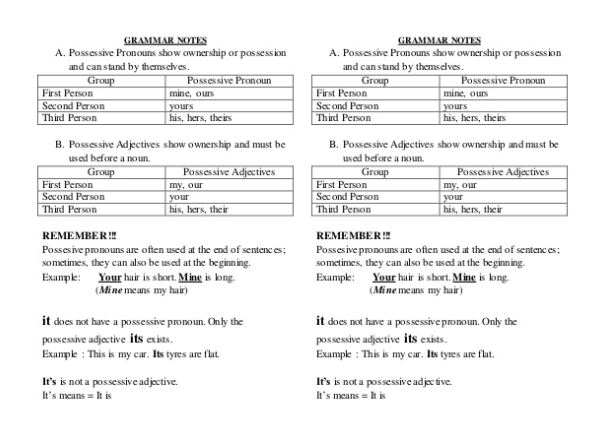 GRAMMAR NOTES
A. Possessive Pronouns show ownership or possession
and can stand by themselves.
Group Possessive Pronoun
First Person mine, ours
Second Person yours
Third Person his, hers, theirs
B. Possessive Adjectives show ownership and must be
used before a noun.
Group Possessive Adjectives
First Person my, our
Second Person your
Third Person his, hers, their
REMEMBER!!!
Possesive pronouns are often used at the end of sentences;
sometimes, they can also be used at the beginning.
Example: Your hair is short. Mine is long.
(Mine means my hair)
it does not have a possessive pronoun. Only the
possessive adjective its exists.
Example : This is my car. Its tyres are flat.
It's is not a possessive adjective.
It's means = It is
GRAMMAR NOTES
A. Possessive Pronouns show ownership or possession
and can stand by themselves.
Group Possessive Pronoun
First Person mine, ours
Second Person yours
Third Person his, hers, theirs
B. Possessive Adjectives show ownership and must be
used before a noun.
Group Possessive Adjectives
First Person my, our
Second Person your
Third Person his, hers, their
REMEMBER!!!
Possesive pronouns are often used at the end of sentences;
sometimes, they can also be used at the beginning.
Example: Your hair is short. Mine is long.
(Mine means my hair)
it does not have a possessive pronoun. Only the
possessive adjective its exists.
Example : This is my car. Its tyres are flat.
It's is not a possessive adjective.
It's means = It is